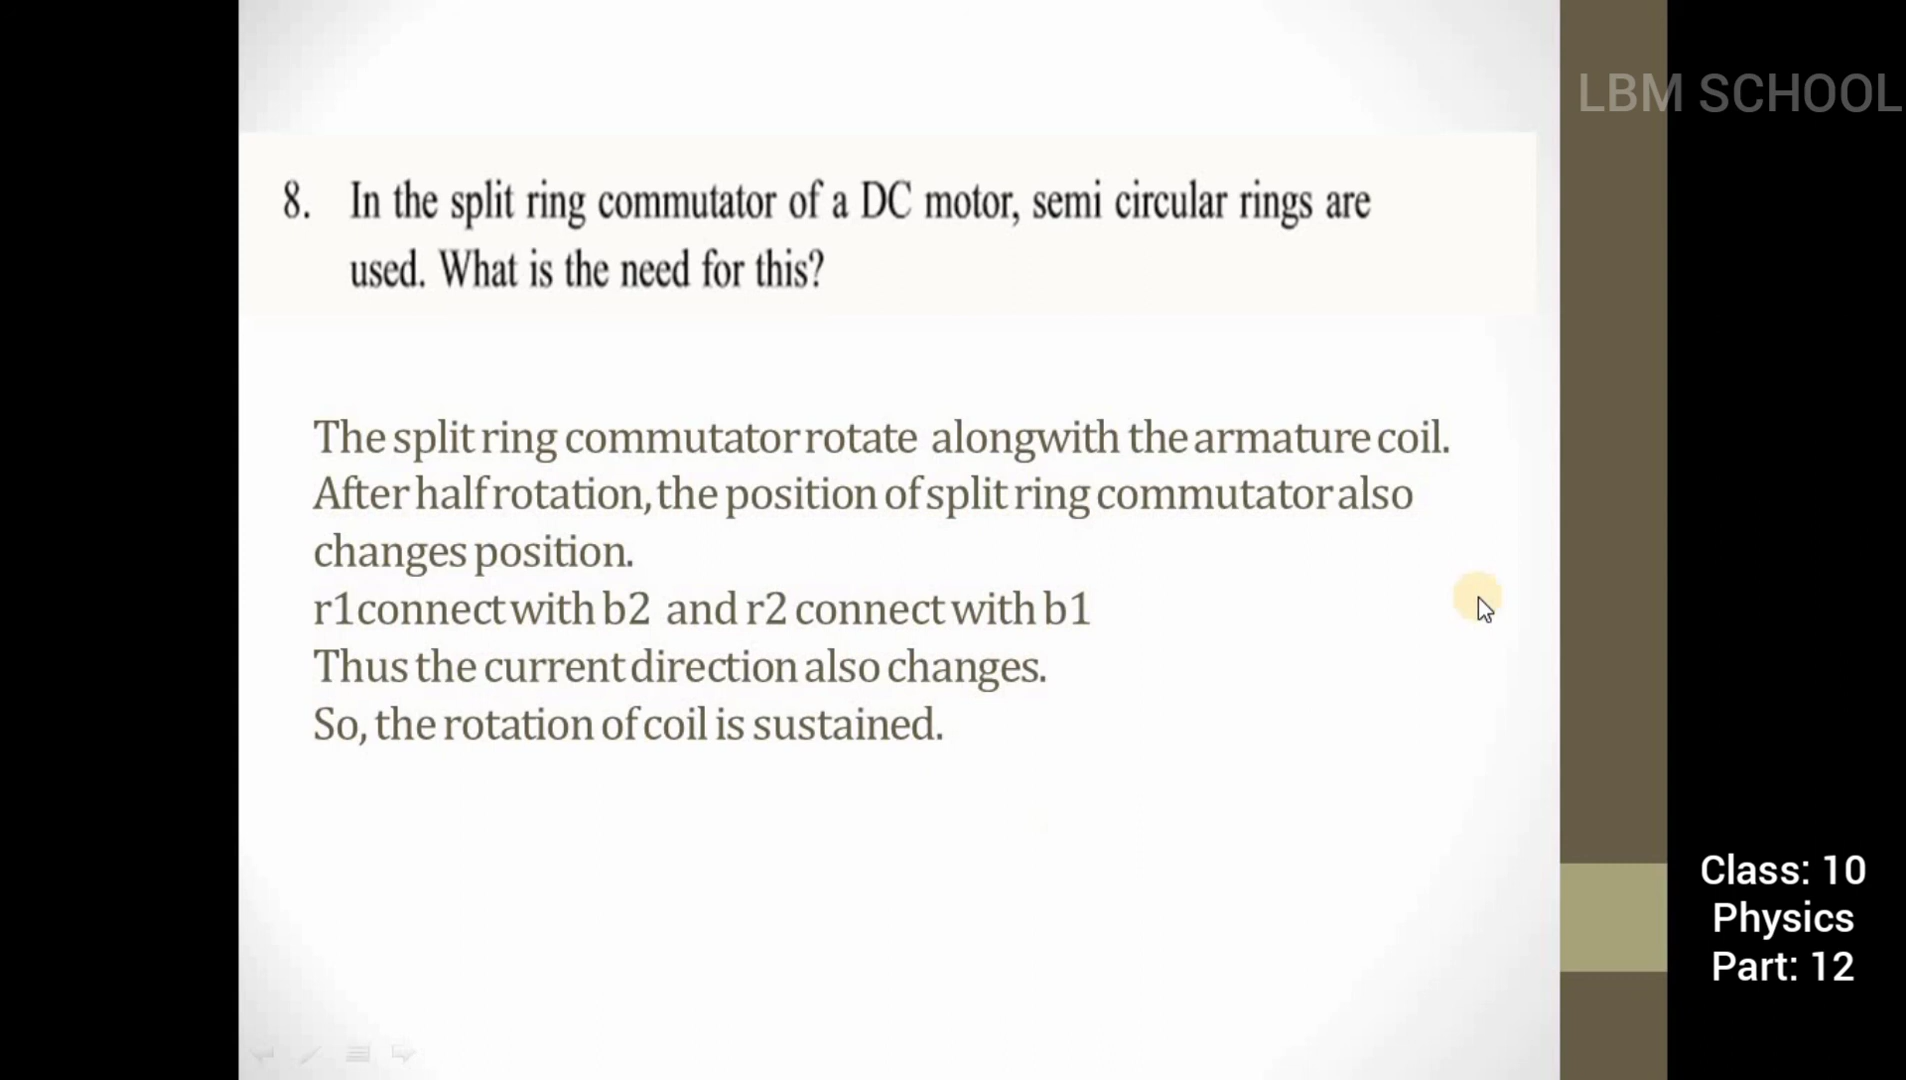 LBM SCHOOL
8. In the split ring commutator of a DC motor, semi circular rings are
used. What is the need for this?
The split ring commutator rotate alongwith the armature coil.
After half rotation, the position of split ring commutator also
changes position.
r1connect with b2 and r2 connect with b1
Thus the current direction also changes.
So, the rotation of coil is sustained.
Class: 10
Physics
Part: 12